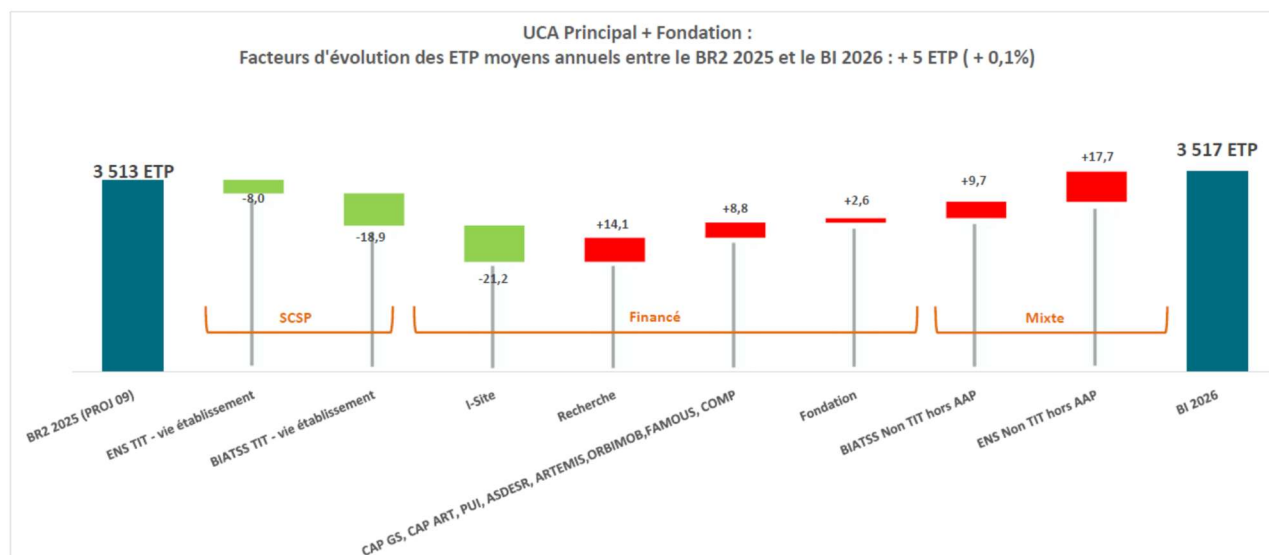 UCA Principal + Fondation :
Facteurs d'évolution des ETP moyens annuels entre le BR2 2025 et le BI 2026 : + 5 ETP ( + 0,1%)
3 513 ETP
-8,0
-18,9
-21,2
+14,1
+8,8
+2,6
+9,7
+17,7
3 517 ETP
SCSP
Financé
Mixte
BR2 2025 (PROJ 09)
ENS TIT - vie établissement
BIATSS TIT - vie établissement
I-Site
Recherche
CAP GS, CAP ART, PUI, ASDESR, ARTEMIS,ORBIMOB,FAMOUS, COMP
Fondation
BIATSS Non TIT hors AAP
ENS Non TIT hors AAP
BI 2026